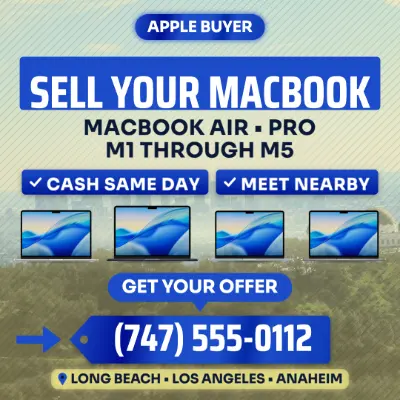 APPLE BUYER
SELL YOUR MACBOOK
MACBOOK AIR • PRO
M1 THROUGH M5
✓ CASH SAME DAY ✓ MEET NEARBY
GET YOUR OFFER
(747) 555-0112
LONG BEACH • LOS ANGELES • ANAHEIM